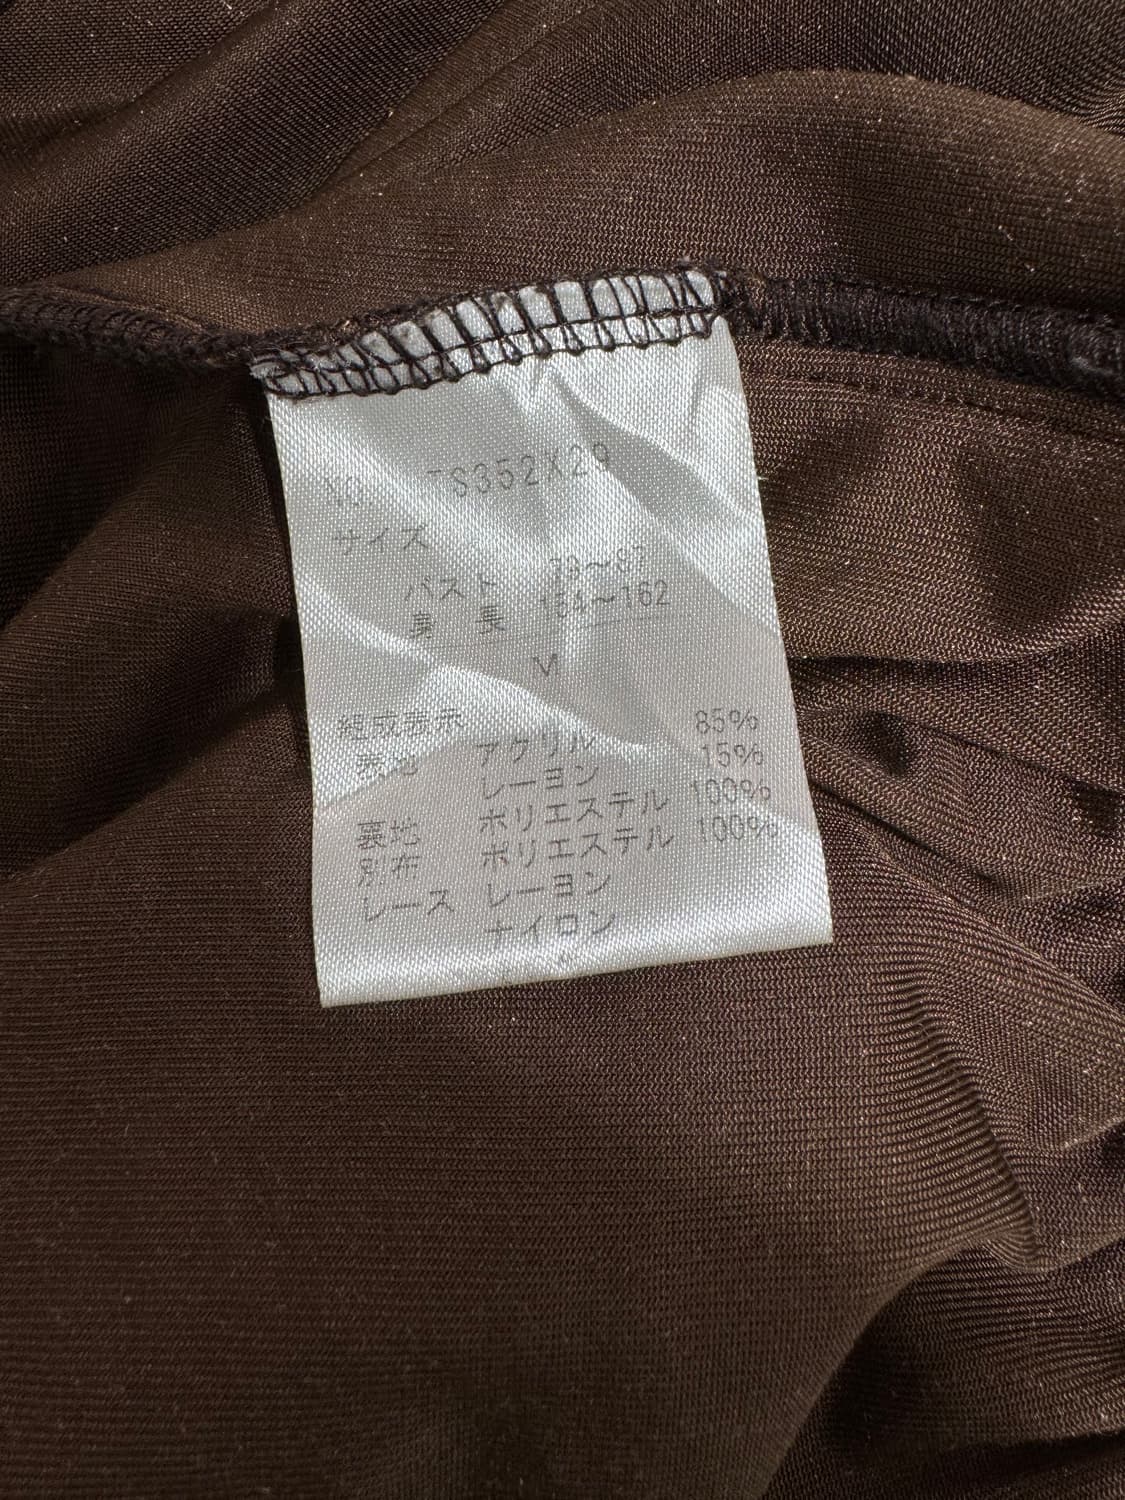 NO. TS352X29
サイズ
バスト 79～87
身 長 154～162
M
組成表示
表地 アクリル 85%
レーヨン 15%
裏地 ポリエステル 100%
別布 ポリエステル 100%
レース レーヨン
ナイロン